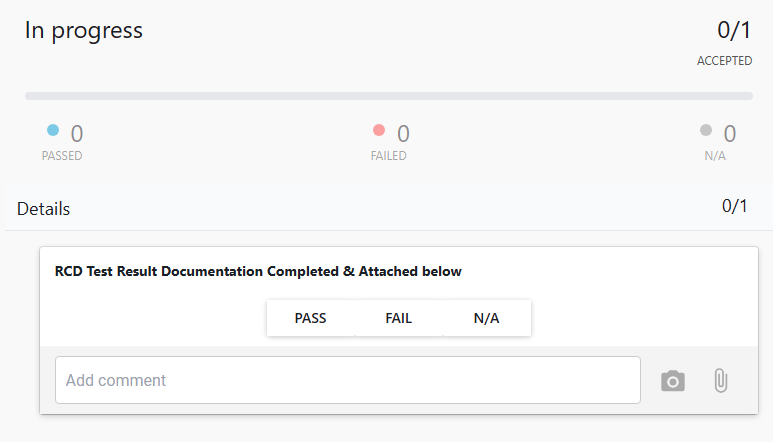 In progress
0/1
ACCEPTED
0
PASSED
0
FAILED
0
N/A
Details
0/1
RCD Test Result Documentation Completed & Attached below
PASS
FAIL
N/A
Add comment